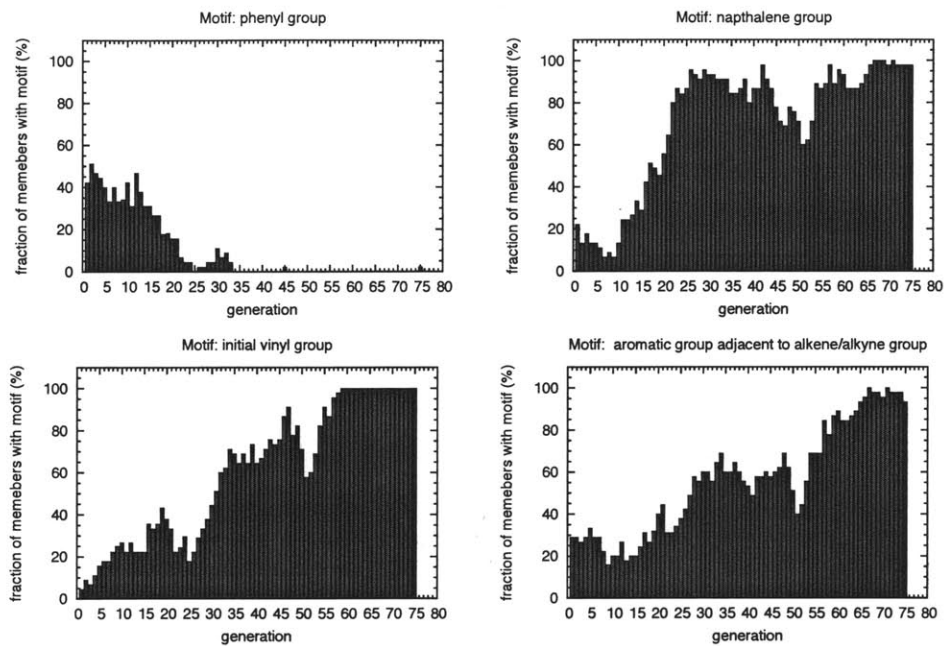 Motif: phenyl group
fraction of memebers with motif (%)
100
80
60
40
20
0
0 5 10 15 20 25 30 35 40 45 50 55 60 65 70 75 80
generation
Motif: napthalene group
fraction of memebers with motif (%)
100
80
60
40
20
0
0 5 10 15 20 25 30 35 40 45 50 55 60 65 70 75 80
generation
Motif: initial vinyl group
fraction of memebers with motif (%)
100
80
60
40
20
0
0 5 10 15 20 25 30 35 40 45 50 55 60 65 70 75 80
generation
Motif: aromatic group adjacent to alkene/alkyne group
fraction of memebers with motif (%)
100
80
60
40
20
0
0 5 10 15 20 25 30 35 40 45 50 55 60 65 70 75 80
generation